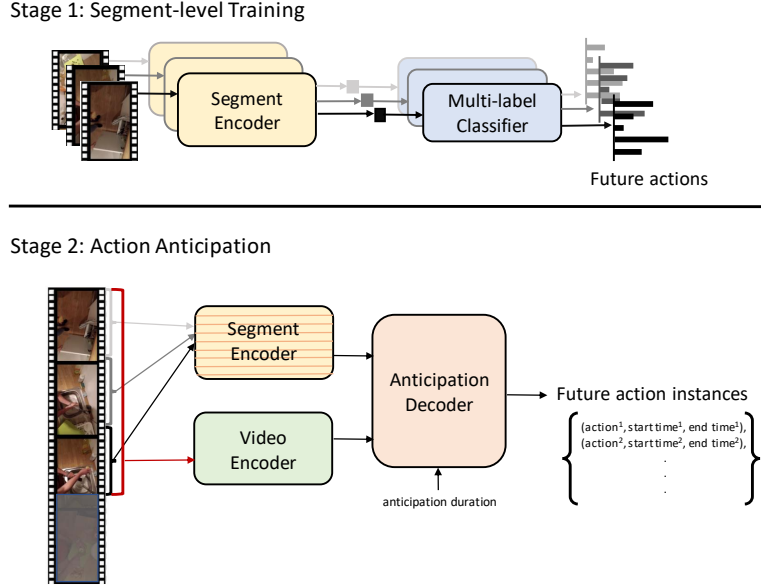 Stage 1: Segment-level Training
Segment
Encoder
Multi-label
Classifier
Future actions
Stage 2: Action Anticipation
Segment
Encoder
Video
Encoder
Anticipation
Decoder
anticipation duration
Future action instances
(action¹, start time¹, end time¹),
(action², start time², end time²),
.
.
.